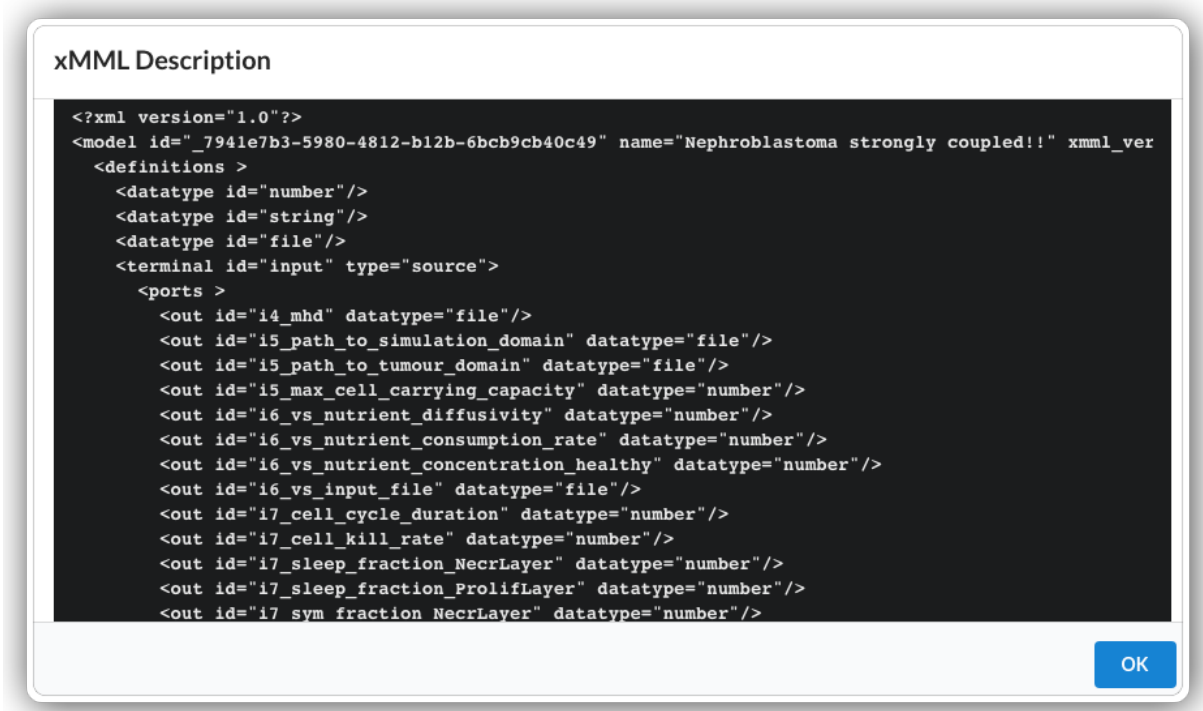 xMML Description
<?xml version="1.0"?>
<model id="_7941e7b3-5980-4812-b12b-6bcb9cb40c49" name="Nephroblastoma strongly coupled!!" xmml_ver
<definitions >
<datatype id="number"/>
<datatype id="string"/>
<datatype id="file"/>
<terminal id="input" type="source">
<ports >
<out id="i4_mhd" datatype="file"/>
<out id="i5_path_to_simulation_domain" datatype="file"/>
<out id="i5_path_to_tumour_domain" datatype="file"/>
<out id="i5_max_cell_carrying_capacity" datatype="number"/>
<out id="i6_vs_nutrient_diffusivity" datatype="number"/>
<out id="i6_vs_nutrient_consumption_rate" datatype="number"/>
<out id="i6_vs_nutrient_concentration_healthy" datatype="number"/>
<out id="i6_vs_input_file" datatype="file"/>
<out id="i7_cell_cycle_duration" datatype="number"/>
<out id="i7_cell_kill_rate" datatype="number"/>
<out id="i7_sleep_fraction_NecrLayer" datatype="number"/>
<out id="i7_sleep_fraction_ProlifLayer" datatype="number"/>
<out id="i7_sym_fraction_NecrLayer" datatype="number"/>
OK